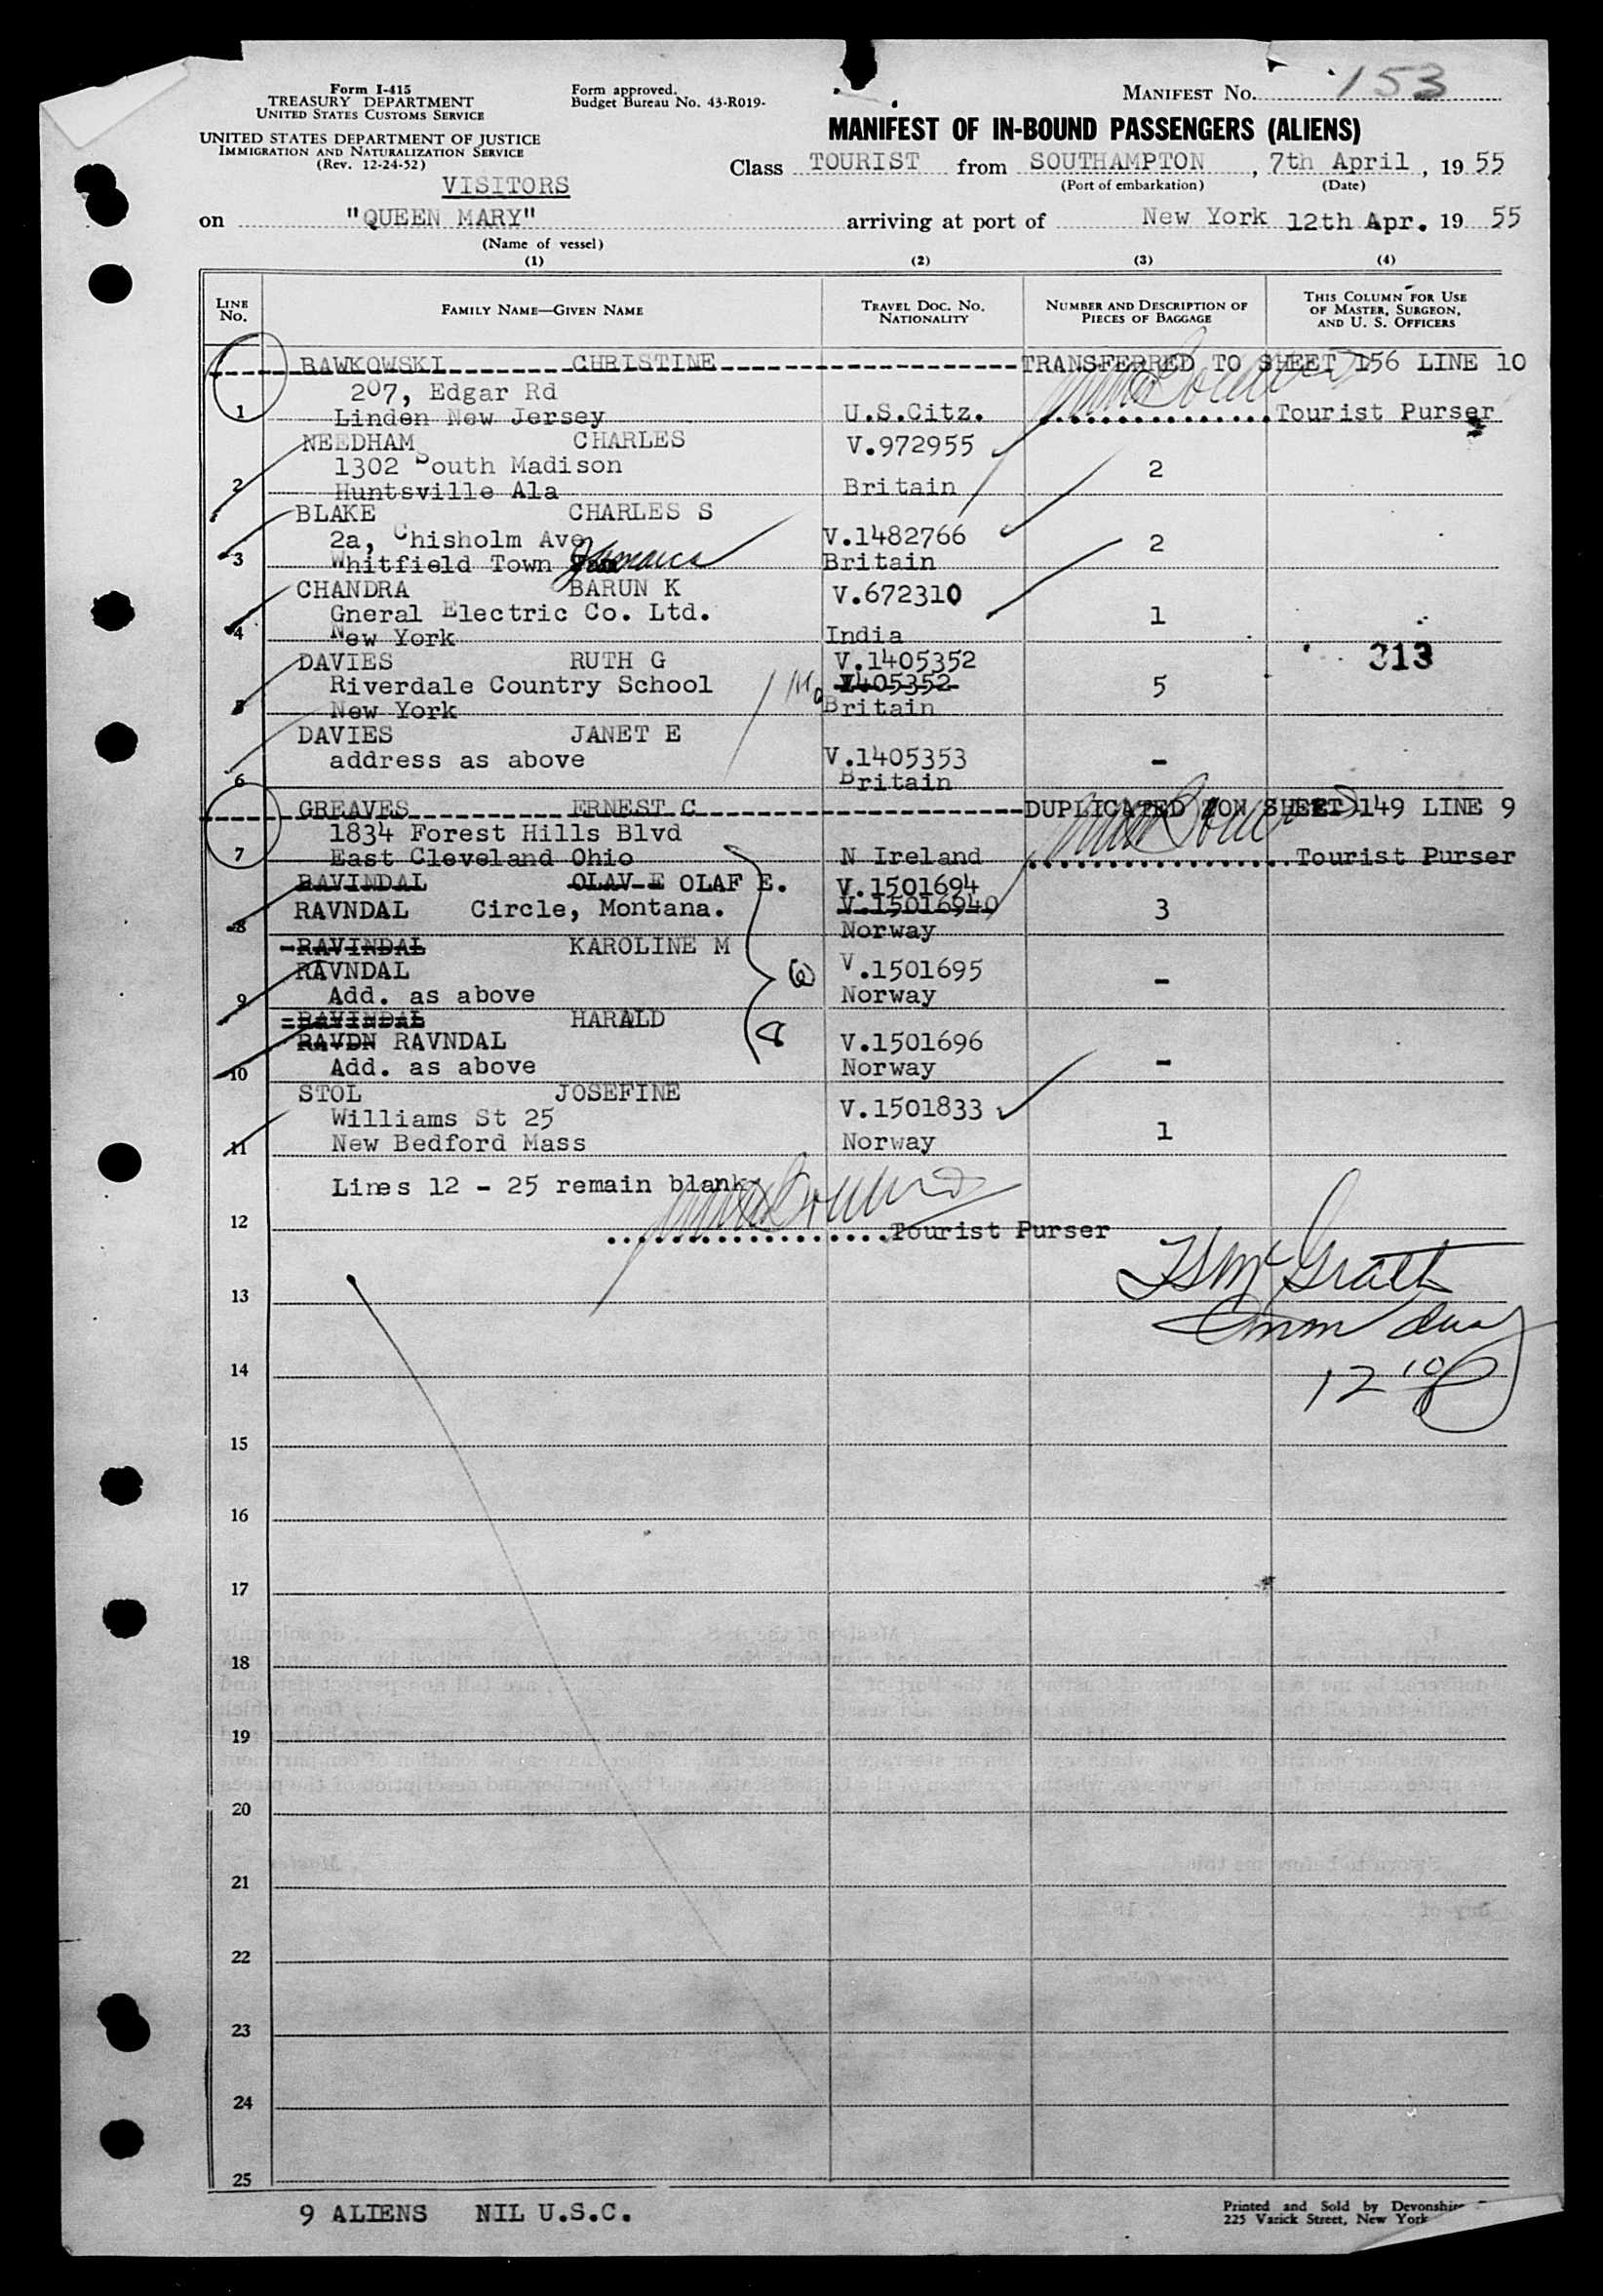 Form I-415
TREASURY DEPARTMENT
UNITED STATES CUSTOMS SERVICE
UNITED STATES DEPARTMENT OF JUSTICE
IMMIGRATION AND NATURALIZATION SERVICE
(Rev. 12-24-52)
VISITORS
Form approved.
Budget Bureau No. 43-R019-
MANIFEST No. 153
MANIFEST OF IN-BOUND PASSENGERS (ALIENS)
Class TOURIST from SOUTHAMPTON, 7th April, 19 55
(Port of embarkation) (Date)
on "QUEEN MARY" arriving at port of New York 12th Apr. 19 55
(Name of vessel)
(1) (2) (3) (4)
LINE No. FAMILY NAME—GIVEN NAME TRAVEL DOC. No. NATIONALITY NUMBER AND DESCRIPTION OF PIECES OF BAGGAGE THIS COLUMN FOR USE OF MASTER, SURGEON, AND U. S. OFFICERS
BAWKOWSKI CHRISTINE TRANSFERRED TO SHEET 156 LINE 10
207, Edgar Rd
1 Linden New Jersey U.S.Citz. Tourist Purser
NEEDHAM CHARLES V.972955
1302 South Madison 2
2 Huntsville Ala Britain
BLAKE CHARLES S
2a, Chisholm Ave V.1482766 2
3 Whitfield Town Jamaica Britain
CHANDRA BARUN K V.672310
Gneral Electric Co. Ltd. 1
4 New York India
DAVIES RUTH G V.1405352 313
Riverdale Country School 1405352 5
5 New York Britain
DAVIES JANET E
address as above V.1405353 -
6 Britain
GREAVES ERNEST C DUPLICATED ON SHEET 149 LINE 9
1834 Forest Hills Blvd
7 East Cleveland Ohio N Ireland Tourist Purser
RAVINDAL OLAV E OLAF E. V.1501694
RAVNDAL Circle, Montana. V.15016940 3
8 Norway
RAVINDAL KAROLINE M
RAVNDAL V.1501695 -
9 Add. as above Norway
RAVINDAL HARALD
RAVDN RAVNDAL V.1501696
10 Add. as above Norway -
STOL JOSEFINE
Williams St 25 V.1501833
11 New Bedford Mass Norway 1
Lines 12 - 25 remain blank.
12 Tourist Purser
13
14
15
16
17
18
19
20
21
22
23
24
25
9 ALIENS NIL U.S.C.
Printed and Sold by
225 Varick Street, New York